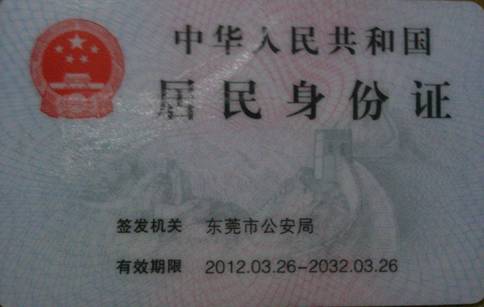 中华人民共和国
居民身份证
签发机关 东莞市公安局
有效期限 2012.03.26-2032.03.26